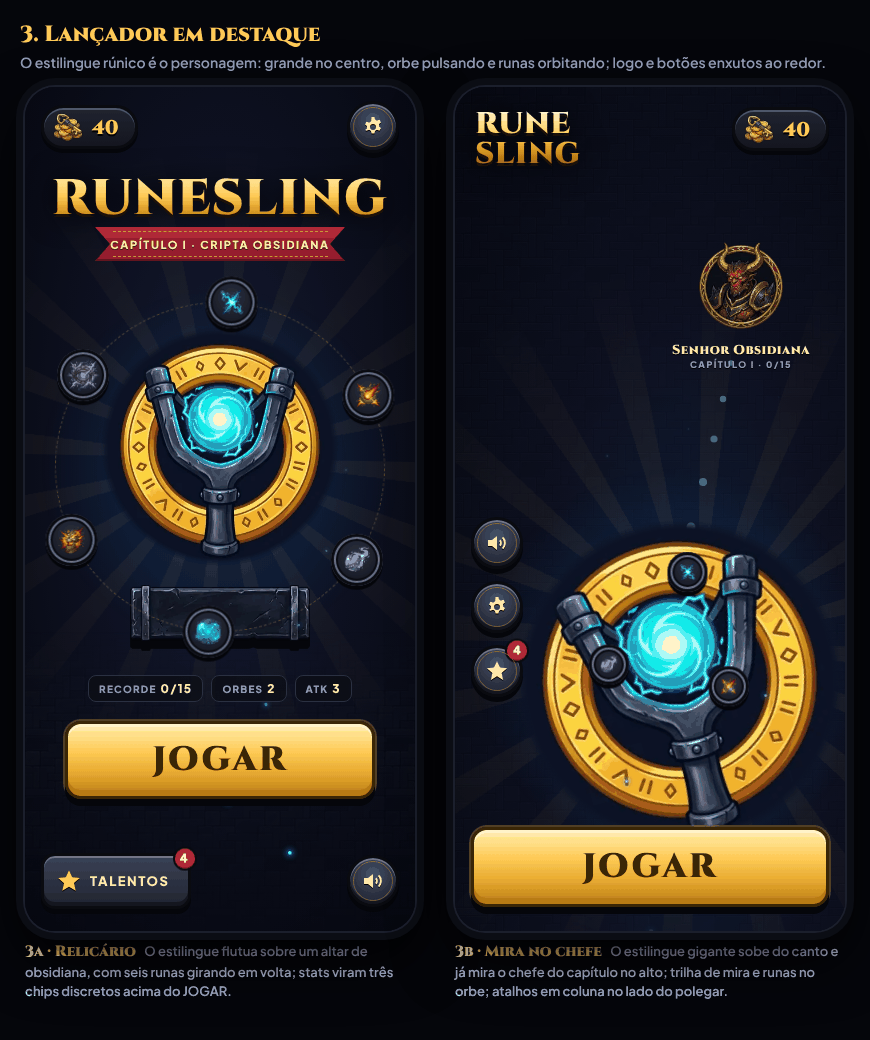 3. Lançador em destaque
O estilingue rúnico é o personagem: grande no centro, orbe pulsando e runas orbitando; logo e botões enxutos ao redor.
40
RUNESLING
CAPÍTULO I · CRIPTA OBSIDIANA
RECORDE 0/15
ORBES 2
ATK 3
JOGAR
4
TALENTOS
3A · Relicário O estilingue flutua sobre um altar de
obsidiana, com seis runas girando em volta; stats viram três
chips discretos acima do JOGAR.
RUNE
SLING
40
Senhor Obsidiana
CAPÍTULO I · 0/15
4
JOGAR
3B · Mira no chefe O estilingue gigante sobe do canto e
já mira o chefe do capítulo no alto; trilha de mira e runas no
orbe; atalhos em coluna no lado do polegar.